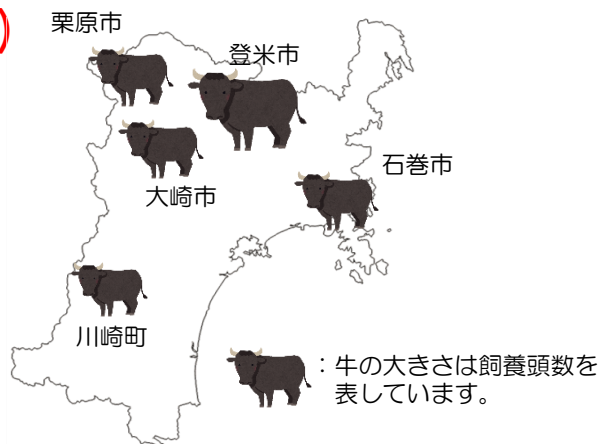 栗原市
登米市
石巻市
大崎市
川崎町
：牛の大きさは飼養頭数を
表しています。